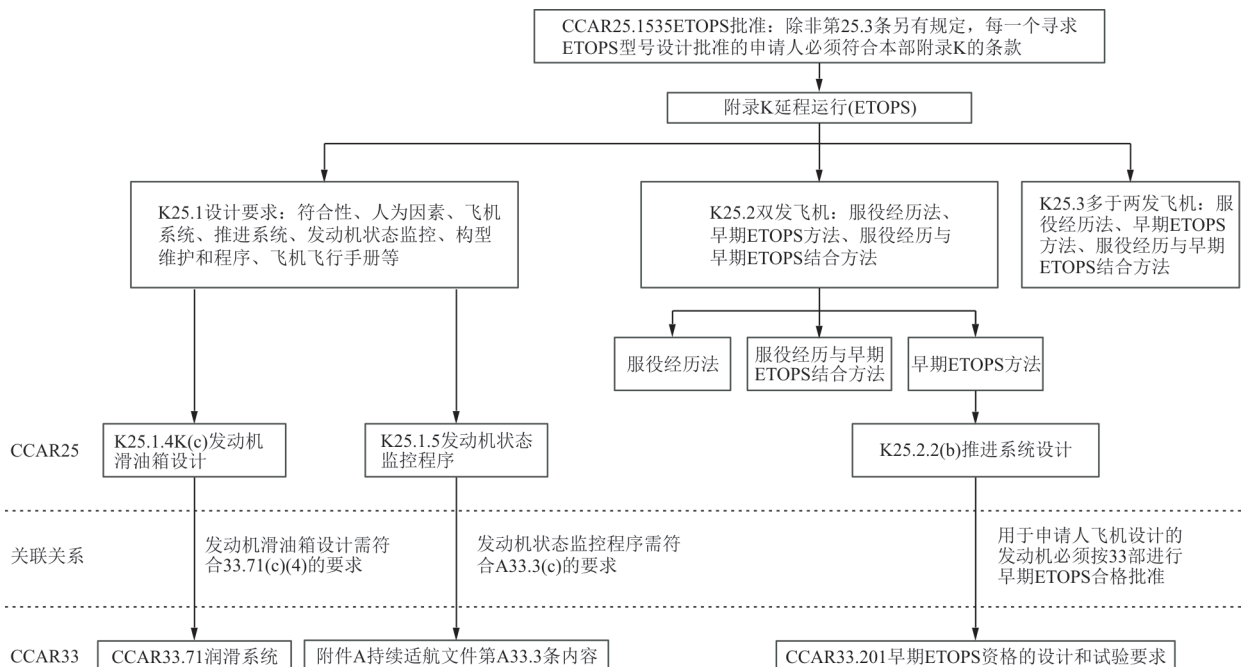 CCAR25.1535ETOPS批准：除非第25.3条另有规定，每一个寻求
ETOPS型号设计批准的申请人必须符合本部附录K的条款
附录K延程运行(ETOPS)
K25.1设计要求：符合性、人为因素、飞机
系统、推进系统、发动机状态监控、构型
维护和程序、飞机飞行手册等
K25.2双发飞机：服役经历法、
早期ETOPS方法、服役经历与
早期ETOPS结合方法
K25.3多于两发飞机：服
役经历法、早期ETOPS
方法、服役经历与早期
ETOPS结合方法
服役经历法
服役经历与早期
ETOPS结合方法
早期ETOPS方法
CCAR25
K25.1.4K(c)发动机
滑油箱设计
K25.1.5发动机状态
监控程序
K25.2.2(b)推进系统设计
关联关系
发动机滑油箱设计需符
合33.71(c)(4)的要求
发动机状态监控程序需符
合A33.3(c)的要求
用于申请人飞机设计的
发动机必须按33部进行
早期ETOPS合格批准
CCAR33
CCAR33.71润滑系统
附件A持续适航文件第A33.3条内容
CCAR33.201早期ETOPS资格的设计和试验要求